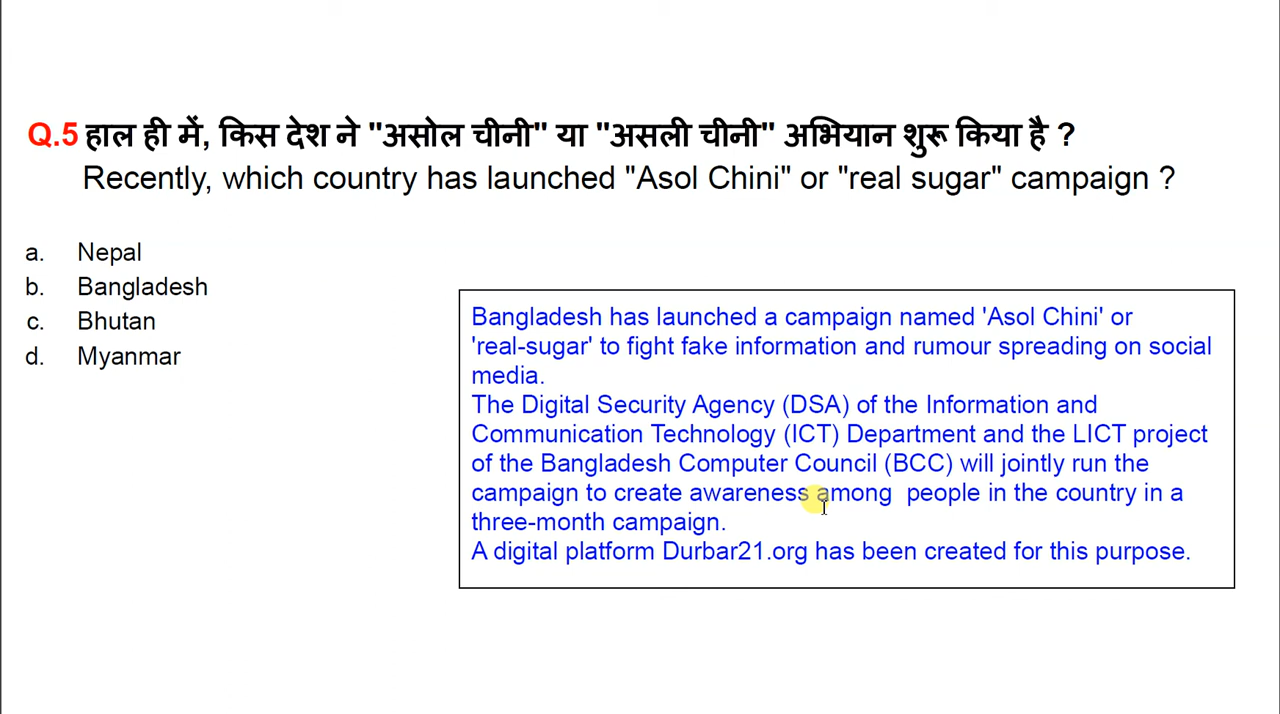 Q.5 हाल ही में, किस देश ने "असोल चीनी" या "असली चीनी" अभियान शुरू किया है ?
Recently, which country has launched "Asol Chini" or "real sugar" campaign ?
a. Nepal
b. Bangladesh
c. Bhutan
d. Myanmar
Bangladesh has launched a campaign named 'Asol Chini' or
'real-sugar' to fight fake information and rumour spreading on social
media.
The Digital Security Agency (DSA) of the Information and
Communication Technology (ICT) Department and the LICT project
of the Bangladesh Computer Council (BCC) will jointly run the
campaign to create awareness among  people in the country in a
three-month campaign.
A digital platform Durbar21.org has been created for this purpose.